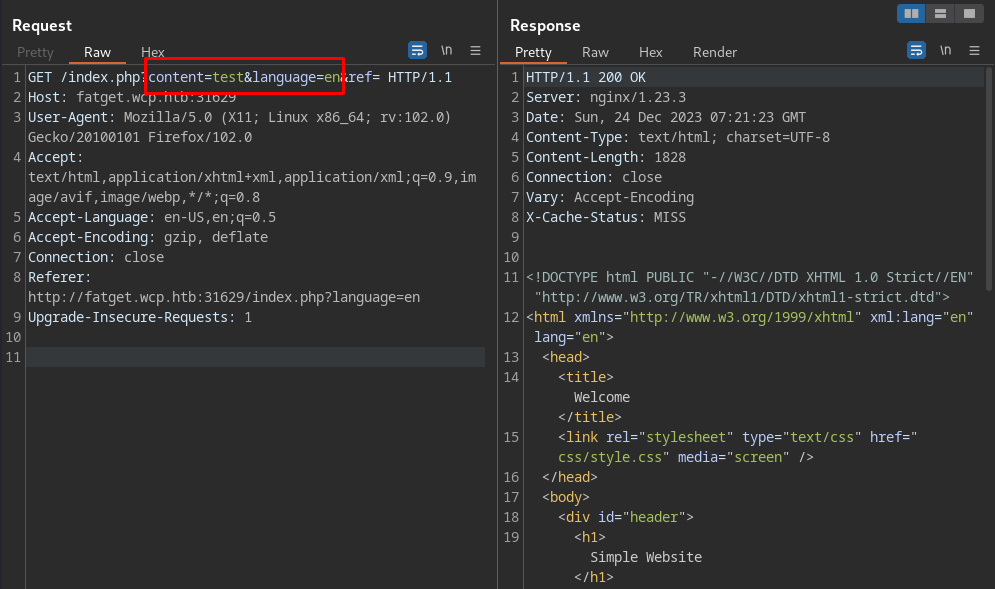 Request
Pretty Raw Hex
\n
1 GET /index.php?content=test&language=en&ref= HTTP/1.1
2 Host: fatget.wcp.htb:31629
3 User-Agent: Mozilla/5.0 (X11; Linux x86_64; rv:102.0)
Gecko/20100101 Firefox/102.0
4 Accept:
text/html,application/xhtml+xml,application/xml;q=0.9,im
age/avif,image/webp,*/*;q=0.8
5 Accept-Language: en-US,en;q=0.5
6 Accept-Encoding: gzip, deflate
7 Connection: close
8 Referer:
http://fatget.wcp.htb:31629/index.php?language=en
9 Upgrade-Insecure-Requests: 1
10
11
Response
Pretty Raw Hex Render
\n
1 HTTP/1.1 200 OK
2 Server: nginx/1.23.3
3 Date: Sun, 24 Dec 2023 07:21:23 GMT
4 Content-Type: text/html; charset=UTF-8
5 Content-Length: 1828
6 Connection: close
7 Vary: Accept-Encoding
8 X-Cache-Status: MISS
9
10
11 <!DOCTYPE html PUBLIC "-//W3C//DTD XHTML 1.0 Strict//EN"
"http://www.w3.org/TR/xhtml1/DTD/xhtml1-strict.dtd">
12 <html xmlns="http://www.w3.org/1999/xhtml" xml:lang="en"
lang="en">
13 <head>
14 <title>
Welcome
</title>
15 <link rel="stylesheet" type="text/css" href="
css/style.css" media="screen" />
16 </head>
17 <body>
18 <div id="header">
19 <h1>
Simple Website
</h1>